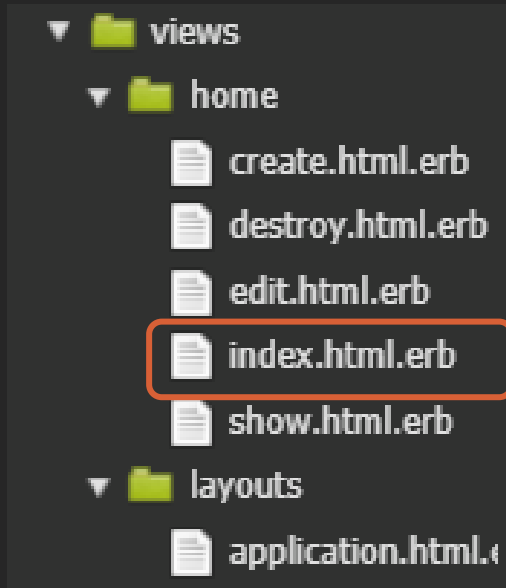 views
home
create.html.erb
destroy.html.erb
edit.html.erb
index.html.erb
show.html.erb
layouts
application.html.